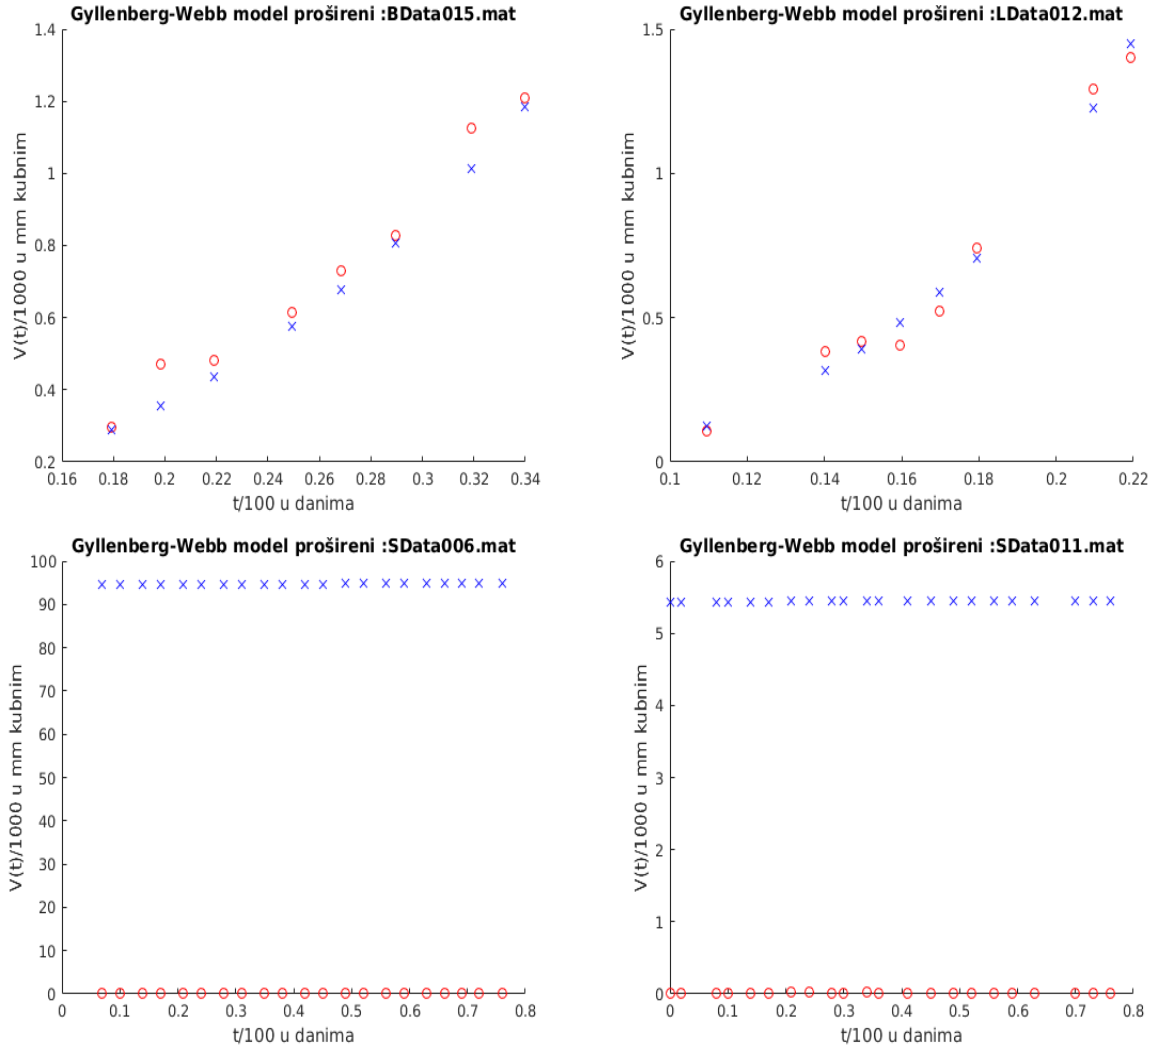 Gyllenberg-Webb model prošireni :BData015.mat
1.4
1.2
1
0.8
0.6
0.4
0.2
V(t)/1000 u mm kubnim
0.16 0.18 0.2 0.22 0.24 0.26 0.28 0.3 0.32 0.34
t/100 u danima
Gyllenberg-Webb model prošireni :LData012.mat
1.5
1
0.5
0
V(t)/1000 u mm kubnim
0.1 0.12 0.14 0.16 0.18 0.2 0.22
t/100 u danima
Gyllenberg-Webb model prošireni :SData006.mat
100
90
80
70
60
50
40
30
20
10
0
V(t)/1000 u mm kubnim
0 0.1 0.2 0.3 0.4 0.5 0.6 0.7 0.8
t/100 u danima
Gyllenberg-Webb model prošireni :SData011.mat
6
5
4
3
2
1
0
V(t)/1000 u mm kubnim
0 0.1 0.2 0.3 0.4 0.5 0.6 0.7 0.8
t/100 u danima